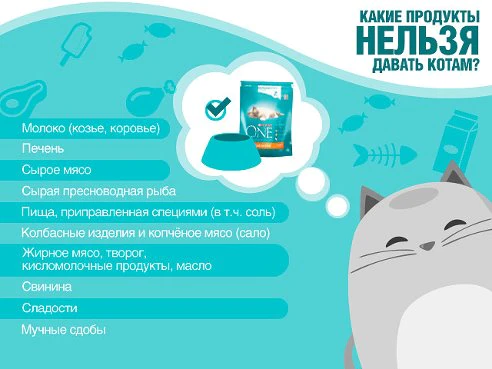 КАКИЕ ПРОДУКТЫ
НЕЛЬЗЯ
ДАВАТЬ КОТАМ?
ONE
Молоко (козье, коровье)
Печень
Сырое мясо
Сырая пресноводная рыба
Пища, приправленная специями (в т.ч. соль)
Колбасные изделия и копчёное мясо (сало)
Жирное мясо, творог,
кисломолочные продукты, масло
Свинина
Сладости
Мучные сдобы